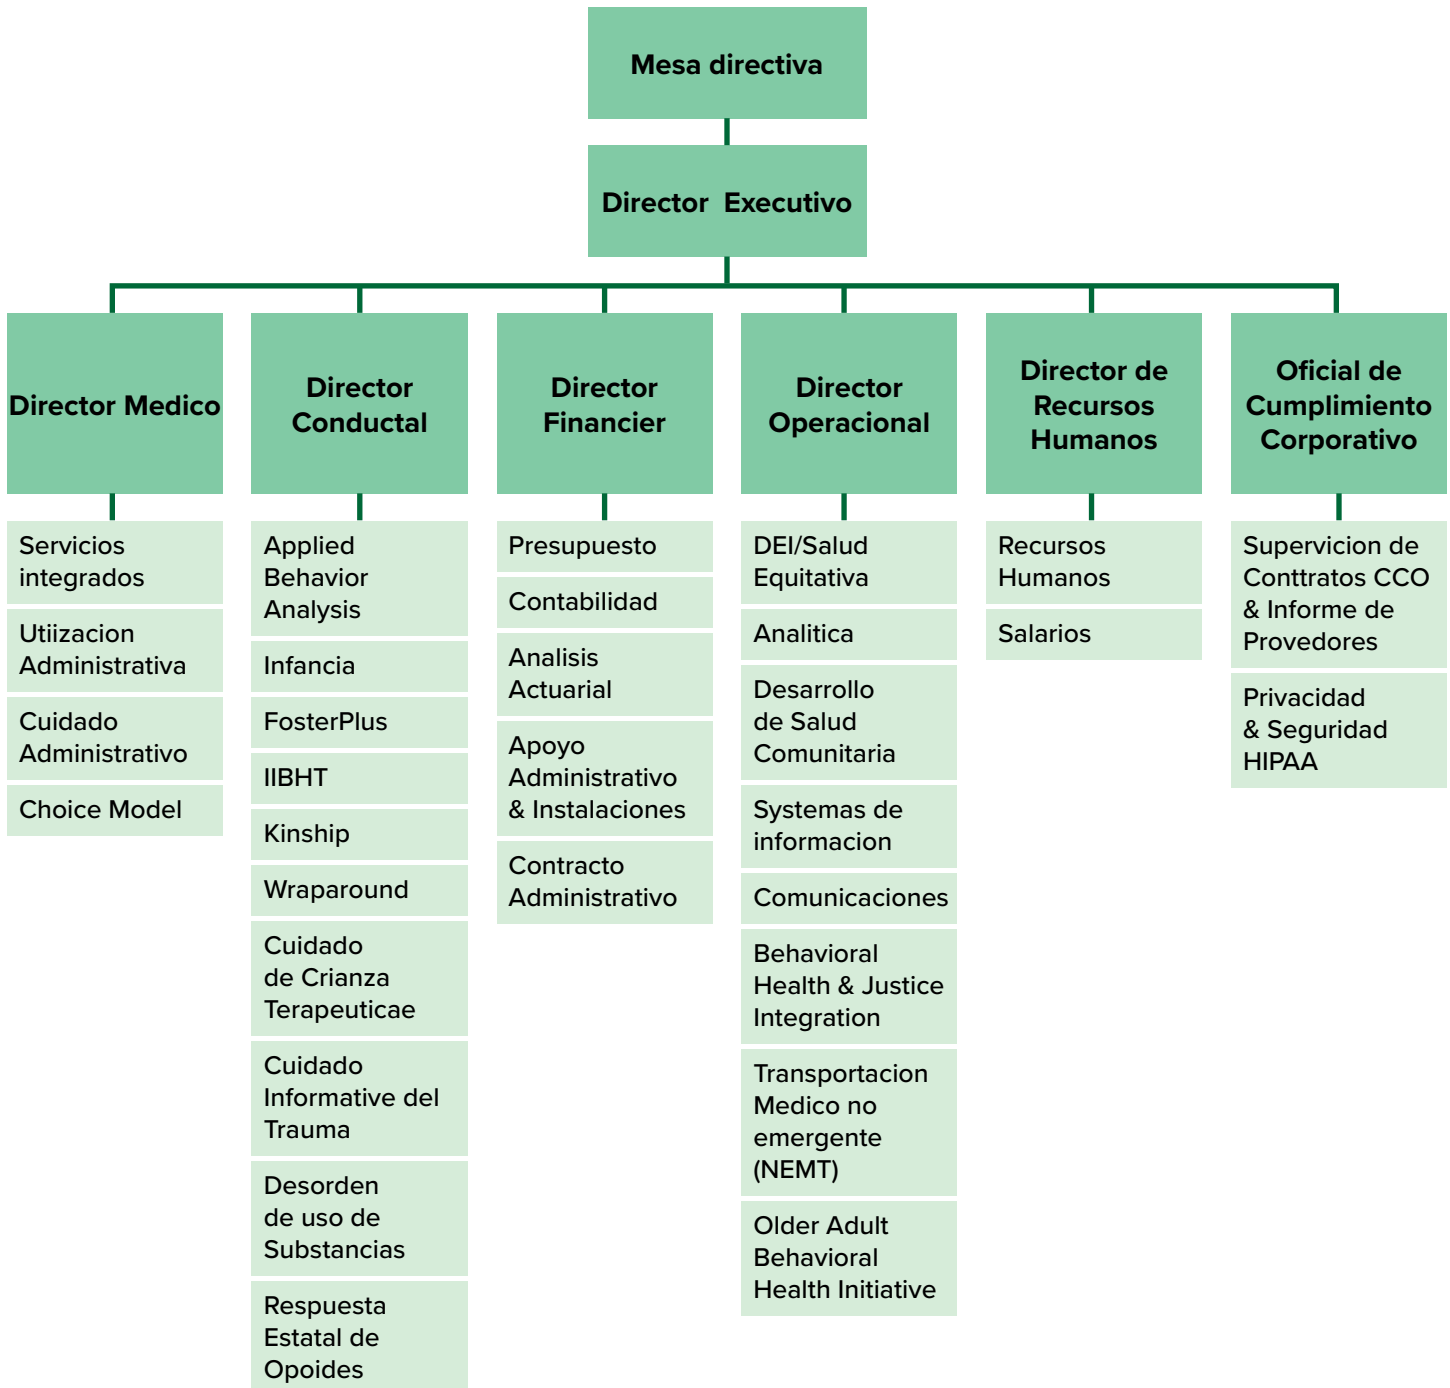 Mesa directiva
Director  Executivo
Director Medico
Director
Conductal
Director
Financier
Director
Operacional
Director de
Recursos
Humanos
Oficial de
Cumplimiento
Corporativo
Servicios
integrados
Utiizacion
Administrativa
Cuidado
Administrativo
Choice Model
Applied
Behavior
Analysis
Infancia
FosterPlus
IIBHT
Kinship
Wraparound
Cuidado
de Crianza
Terapeuticae
Cuidado
Informative del
Trauma
Desorden
de uso de
Substancias
Respuesta
Estatal de
Opoides
Presupuesto
Contabilidad
Analisis
Actuarial
Apoyo
Administrativo
& Instalaciones
Contracto
Administrativo
DEI/Salud
Equitativa
Analitica
Desarrollo
de Salud
Comunitaria
Systemas de
informacion
Comunicaciones
Behavioral
Health & Justice
Integration
Transportacion
Medico no
emergente
(NEMT)
Older Adult
Behavioral
Health Initiative
Recursos
Humanos
Salarios
Supervicion de
Conttratos CCO
& Informe de
Provedores
Privacidad
& Seguridad
HIPAA